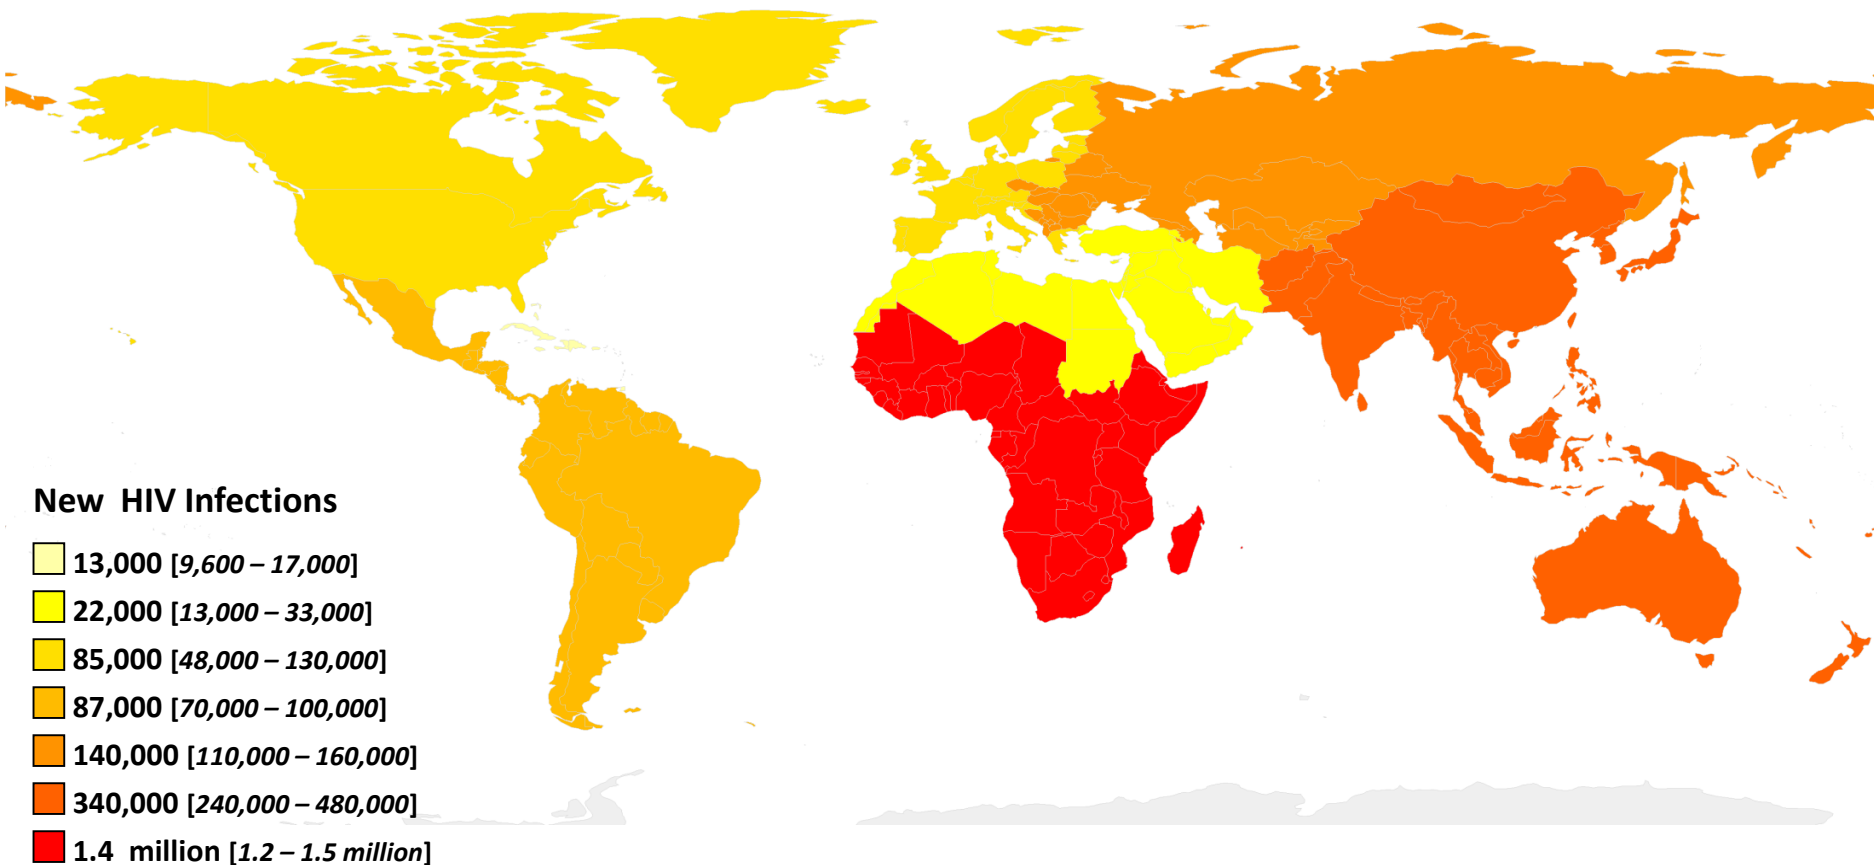 New HIV Infections
13,000 [9,600 – 17,000]
22,000 [13,000 – 33,000]
85,000 [48,000 – 130,000]
87,000 [70,000 – 100,000]
140,000 [110,000 – 160,000]
340,000 [240,000 – 480,000]
1.4 million [1.2 – 1.5 million]